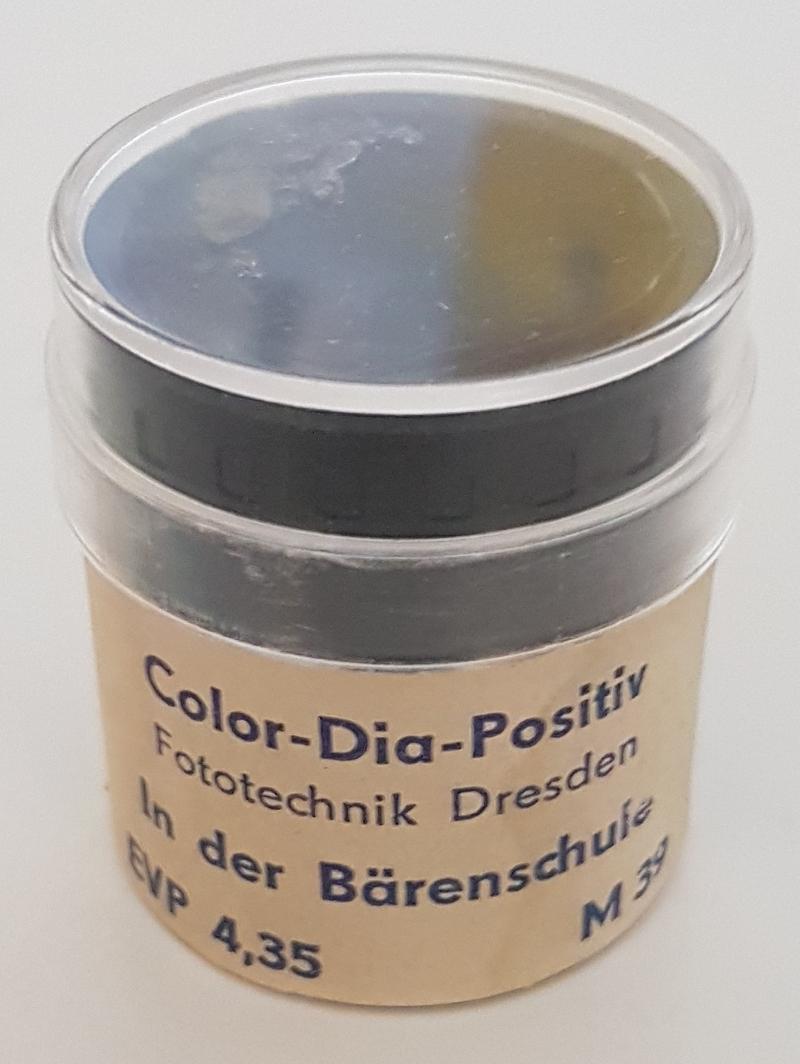 Color-Dia-Positiv
Fototechnik Dresden
In der Bärenschule
EVP 4,35 M 39